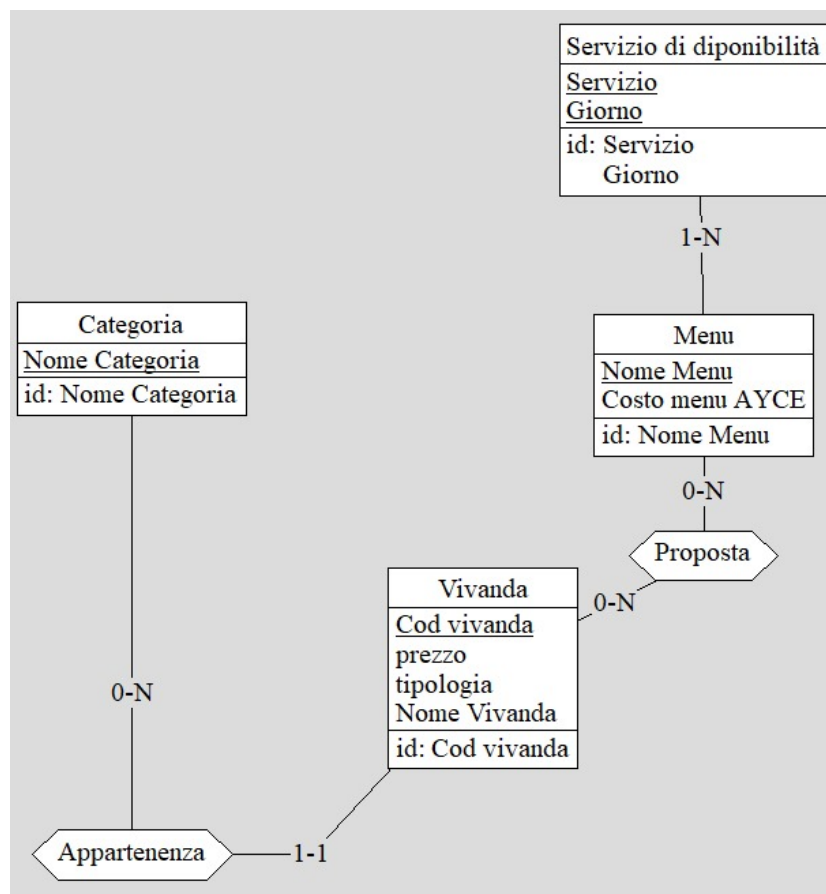 Servizio di diponibilità
Servizio
Giorno
id: Servizio
Giorno
1-N
Categoria
Nome Categoria
id: Nome Categoria
Menu
Nome Menu
Costo menu AYCE
id: Nome Menu
0-N
Proposta
0-N
Vivanda
Cod vivanda
prezzo
tipologia
Nome Vivanda
id: Cod vivanda
0-N
Appartenenza
1-1